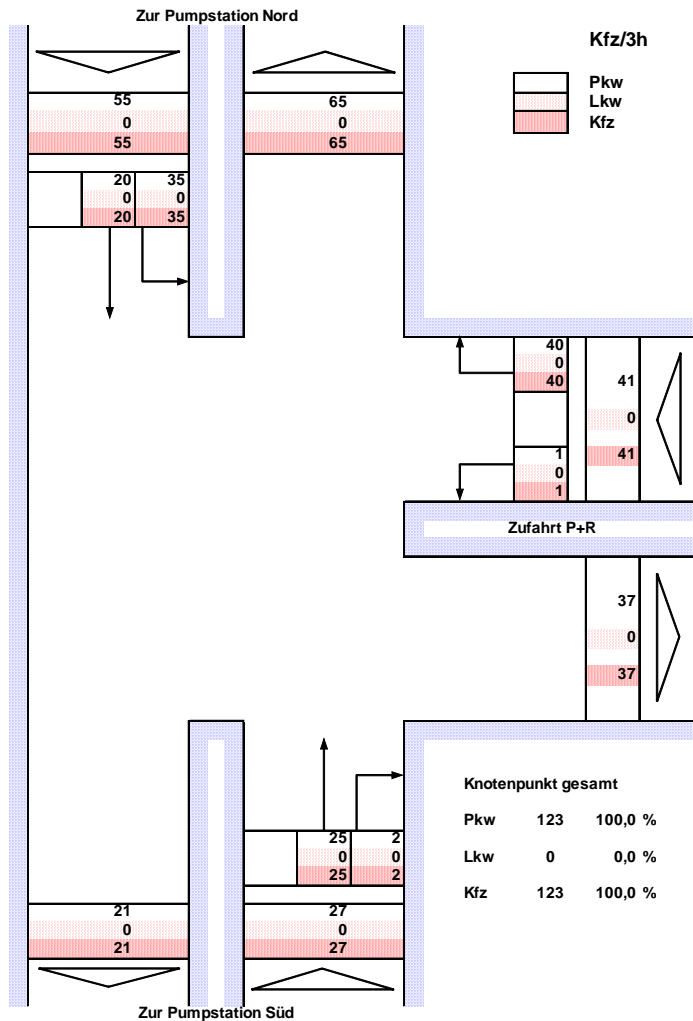 Zur Pumpstation Nord
Kfz/3h
Pkw
Lkw
Kfz
55 65
0 0
55 65
20 35
0 0
20 35
40
0
40
41
0
41
1
0
1
Zufahrt P+R
37
0
37
25 2
0 0
25 2
Knotenpunkt gesamt
Pkw 123 100,0 %
Lkw 0 0,0 %
Kfz 123 100,0 %
21 27
0 0
21 27
Zur Pumpstation Süd